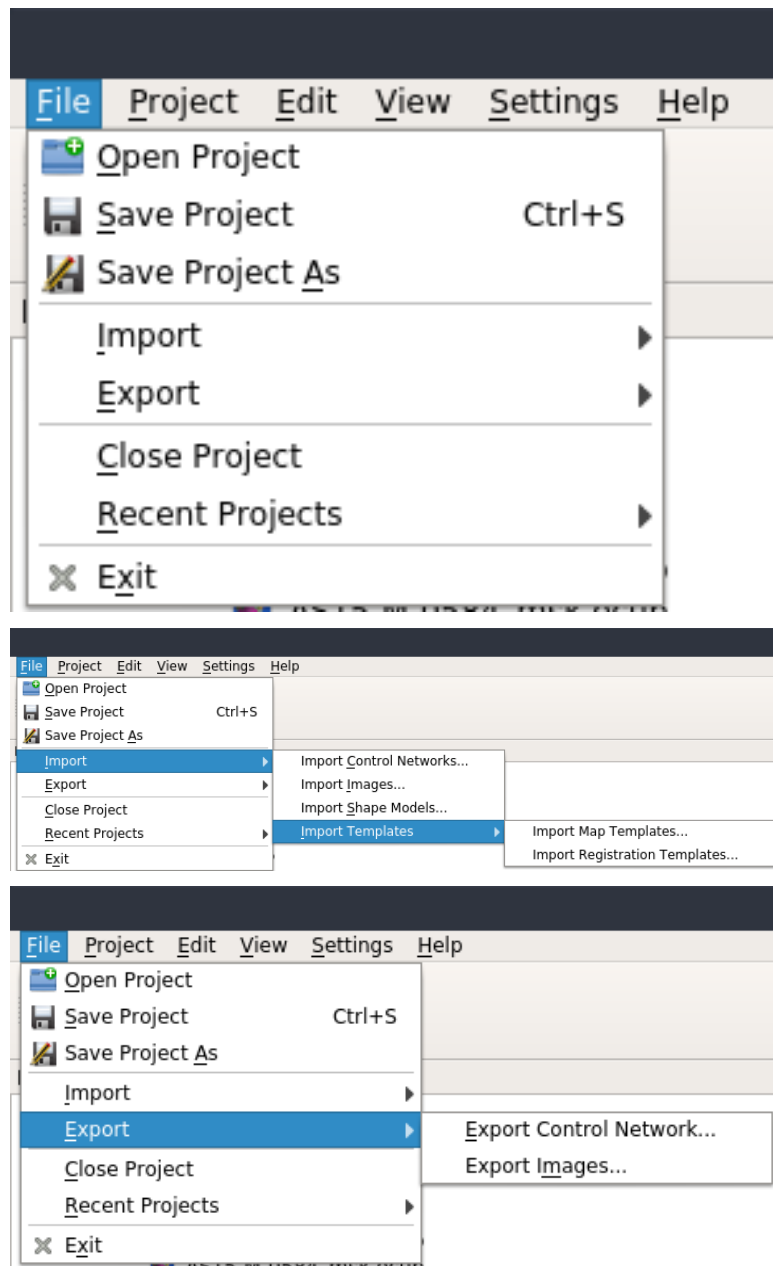 File Project Edit View Settings Help
Open Project
Save Project Ctrl+S
Save Project As
Import
Export
Close Project
Recent Projects
Exit
File Project Edit View Settings Help
Open Project
Save Project Ctrl+S
Save Project As
Import Import Control Networks...
Export Import Images...
Close Project Import Shape Models...
Recent Projects Import Templates Import Map Templates...
Exit Import Registration Templates...
File Project Edit View Settings Help
Open Project
Save Project Ctrl+S
Save Project As
Import
Export Export Control Network...
Close Project Export Images...
Recent Projects
Exit